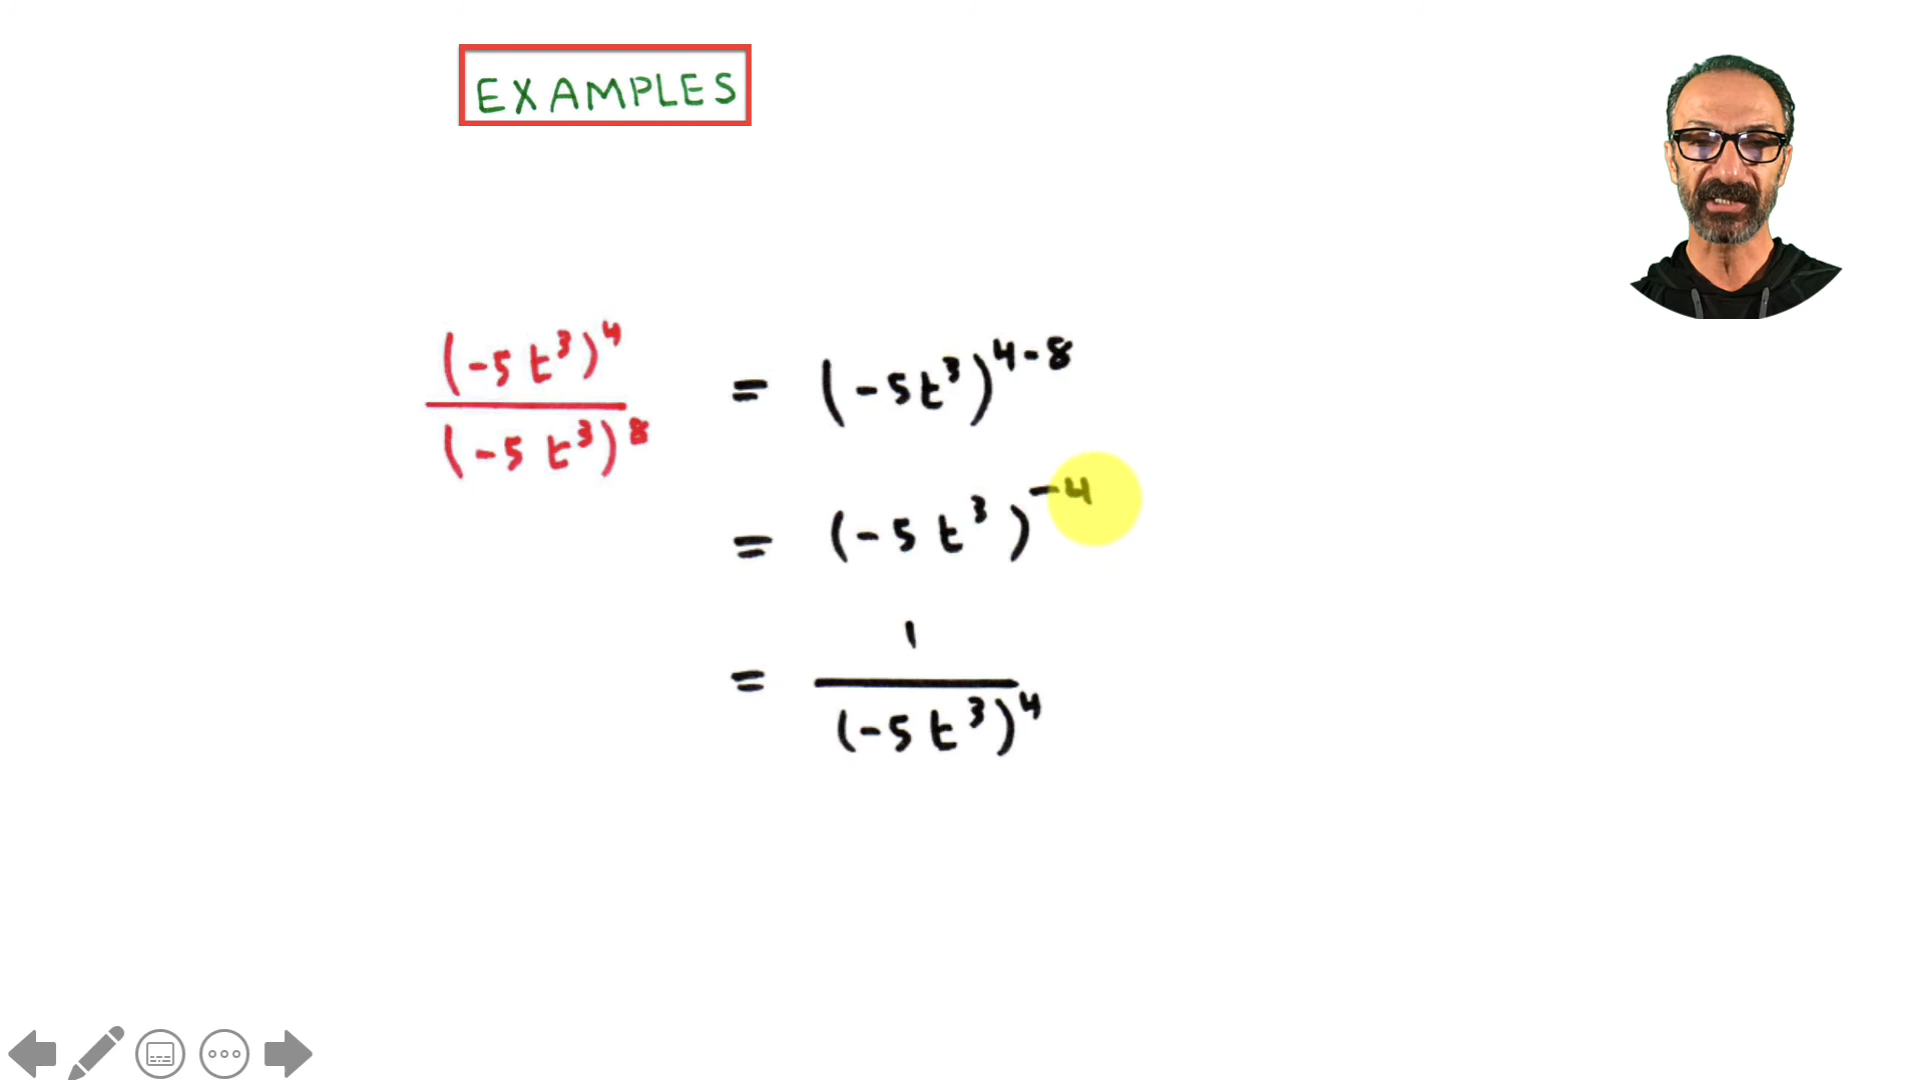 EXAMPLES
(-5t³)⁴ / (-5t³)⁸ = (-5t³)⁴⁻⁸
= (-5t³)⁻⁴
= 1 / (-5t³)⁴